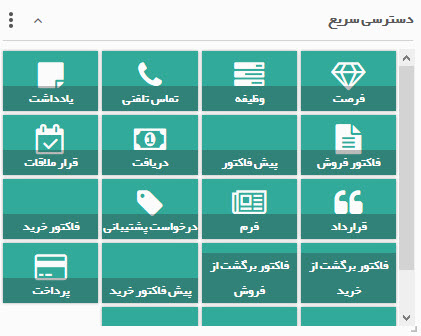 دسترسی سریع
فرصت
وظیفه
تماس تلفنی
یادداشت
فاکتور فروش
پیش فاکتور
دریافت
قرار ملاقات
قرارداد
فرم
درخواست پشتیبانی
فاکتور خرید
فاکتور برگشت از
خرید
فاکتور برگشت از
فروش
پیش فاکتور خرید
پرداخت